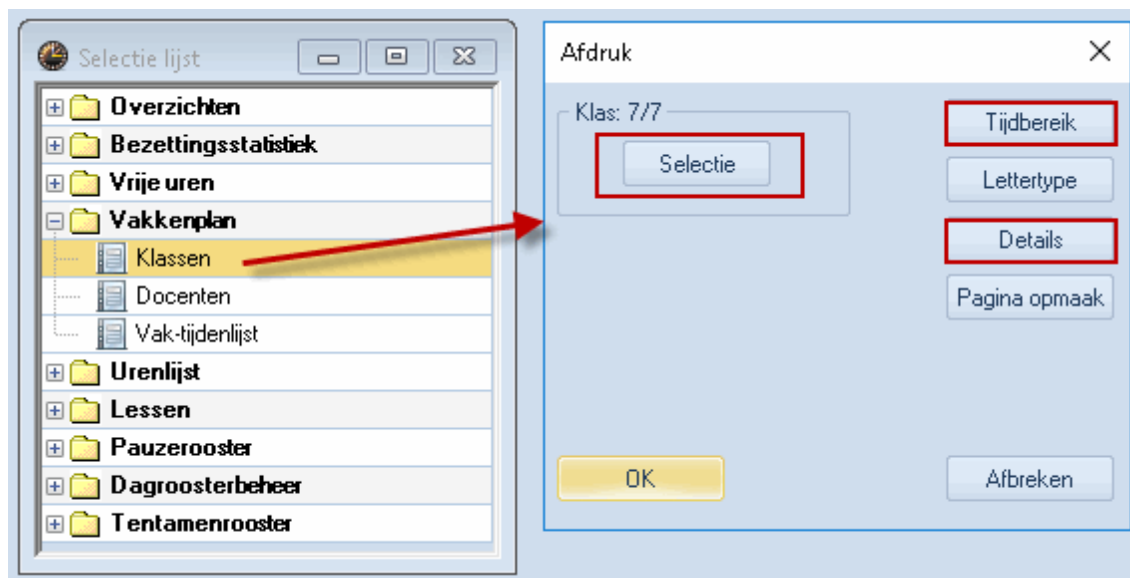 Selectie lijst
Overzichten
Bezettingsstatistiek
Vrije uren
Vakkenplan
Klassen
Docenten
Vak-tijdenlijst
Urenlijst
Lessen
Pauzerooster
Dagroosterbeheer
Tentamenrooster
Afdruk
Klas: 7/7
Selectie
Tijdbereik
Lettertype
Details
Pagina opmaak
OK
Afbreken